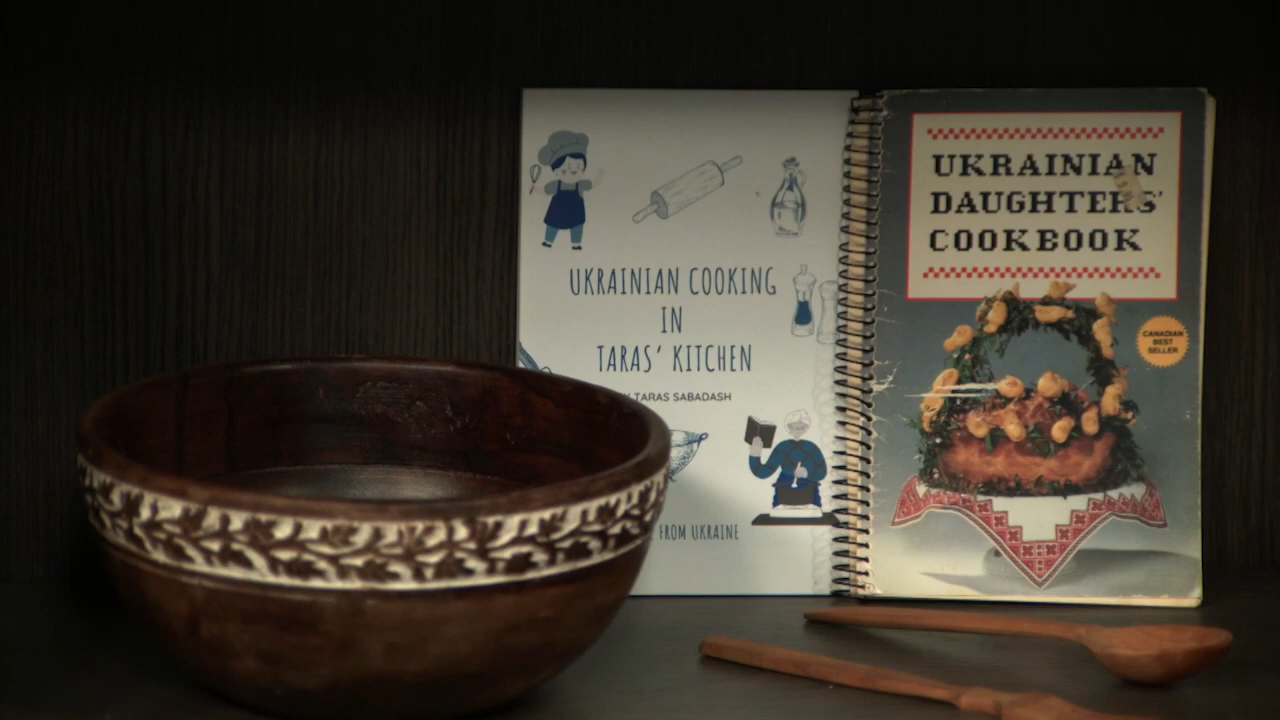 UKRAINIAN COOKING
IN
TARAS' KITCHEN
TARAS SABADASH
FROM UKRAINE
UKRAINIAN
DAUGHTERS'
COOKBOOK
CANADIAN
BEST
SELLER